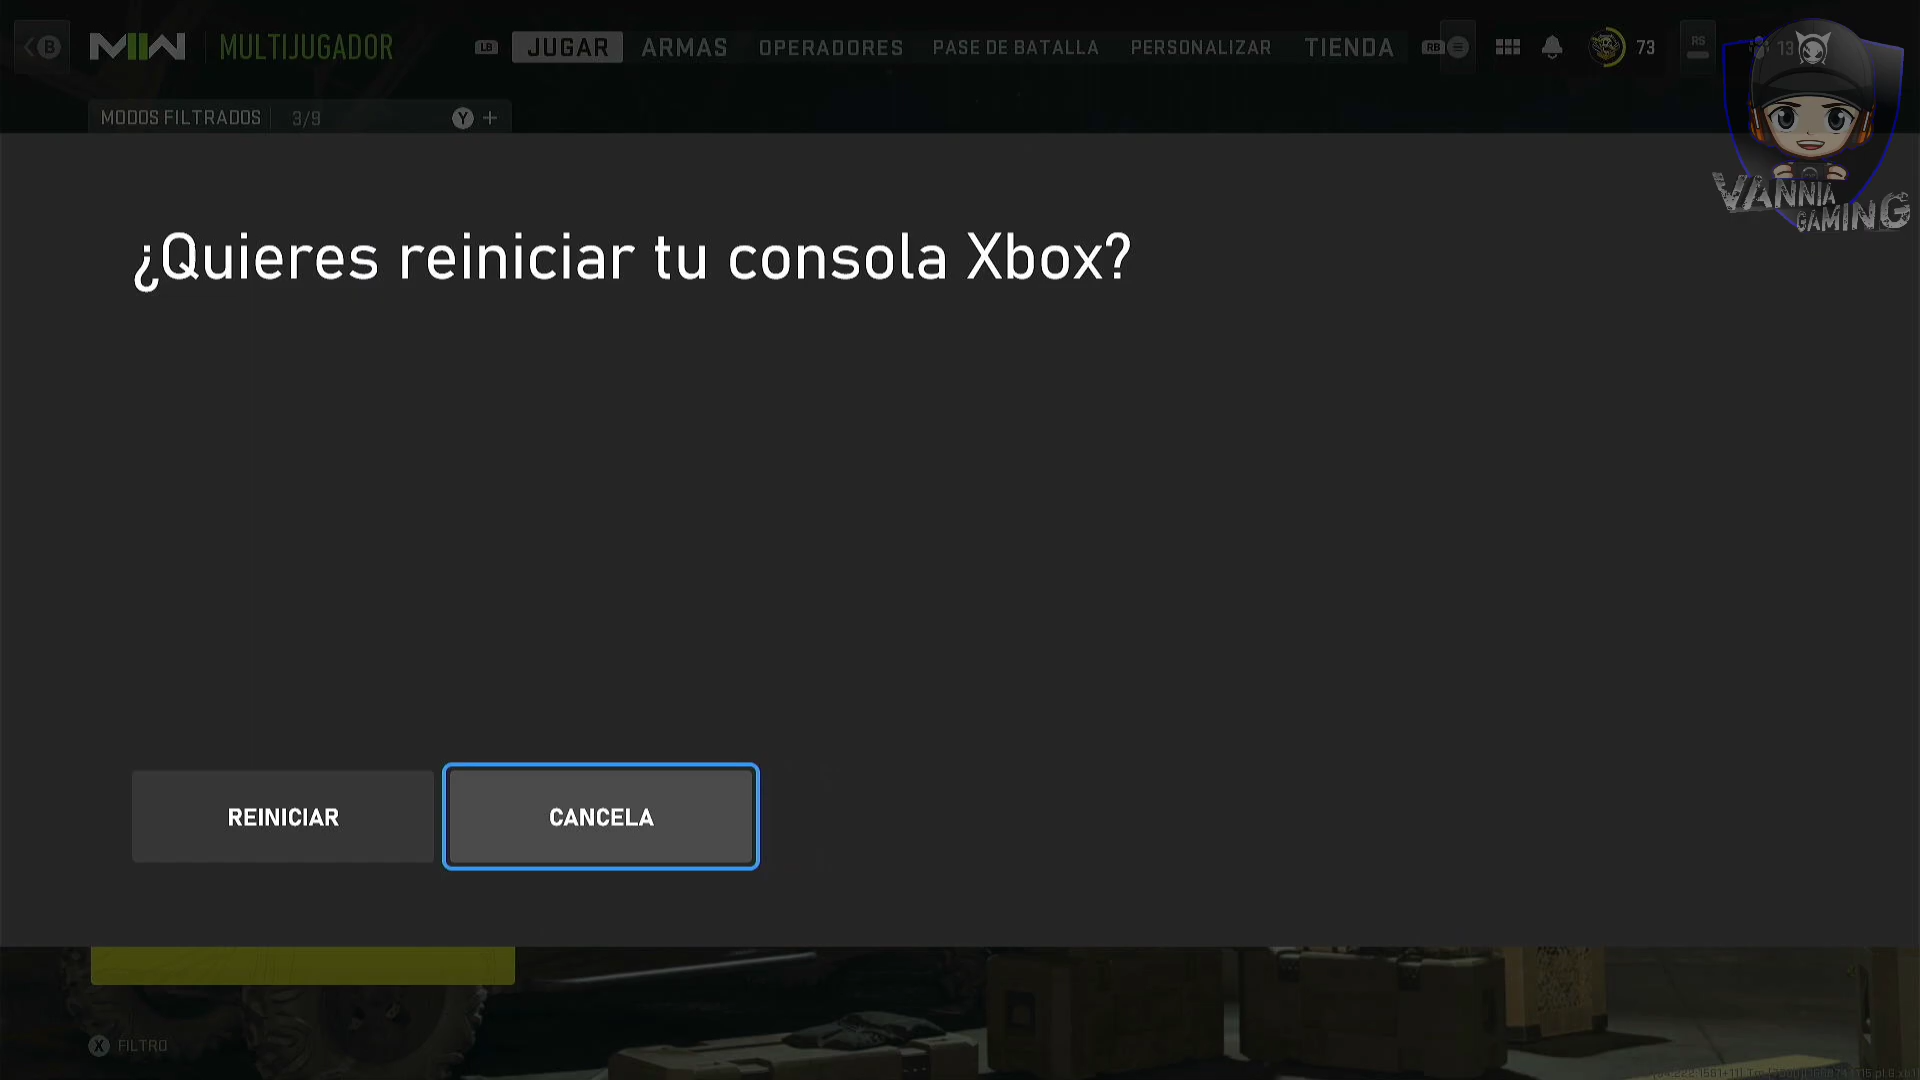 B MWII MULTIJUGADOR LB JUGAR ARMAS OPERADORES PASE DE BATALLA PERSONALIZAR TIENDA RB 73 RS 13
MODOS FILTRADOS 3/9 Y +
VANNIA
GAMING
¿Quieres reiniciar tu consola Xbox?
REINICIAR CANCELA
X FILTRO